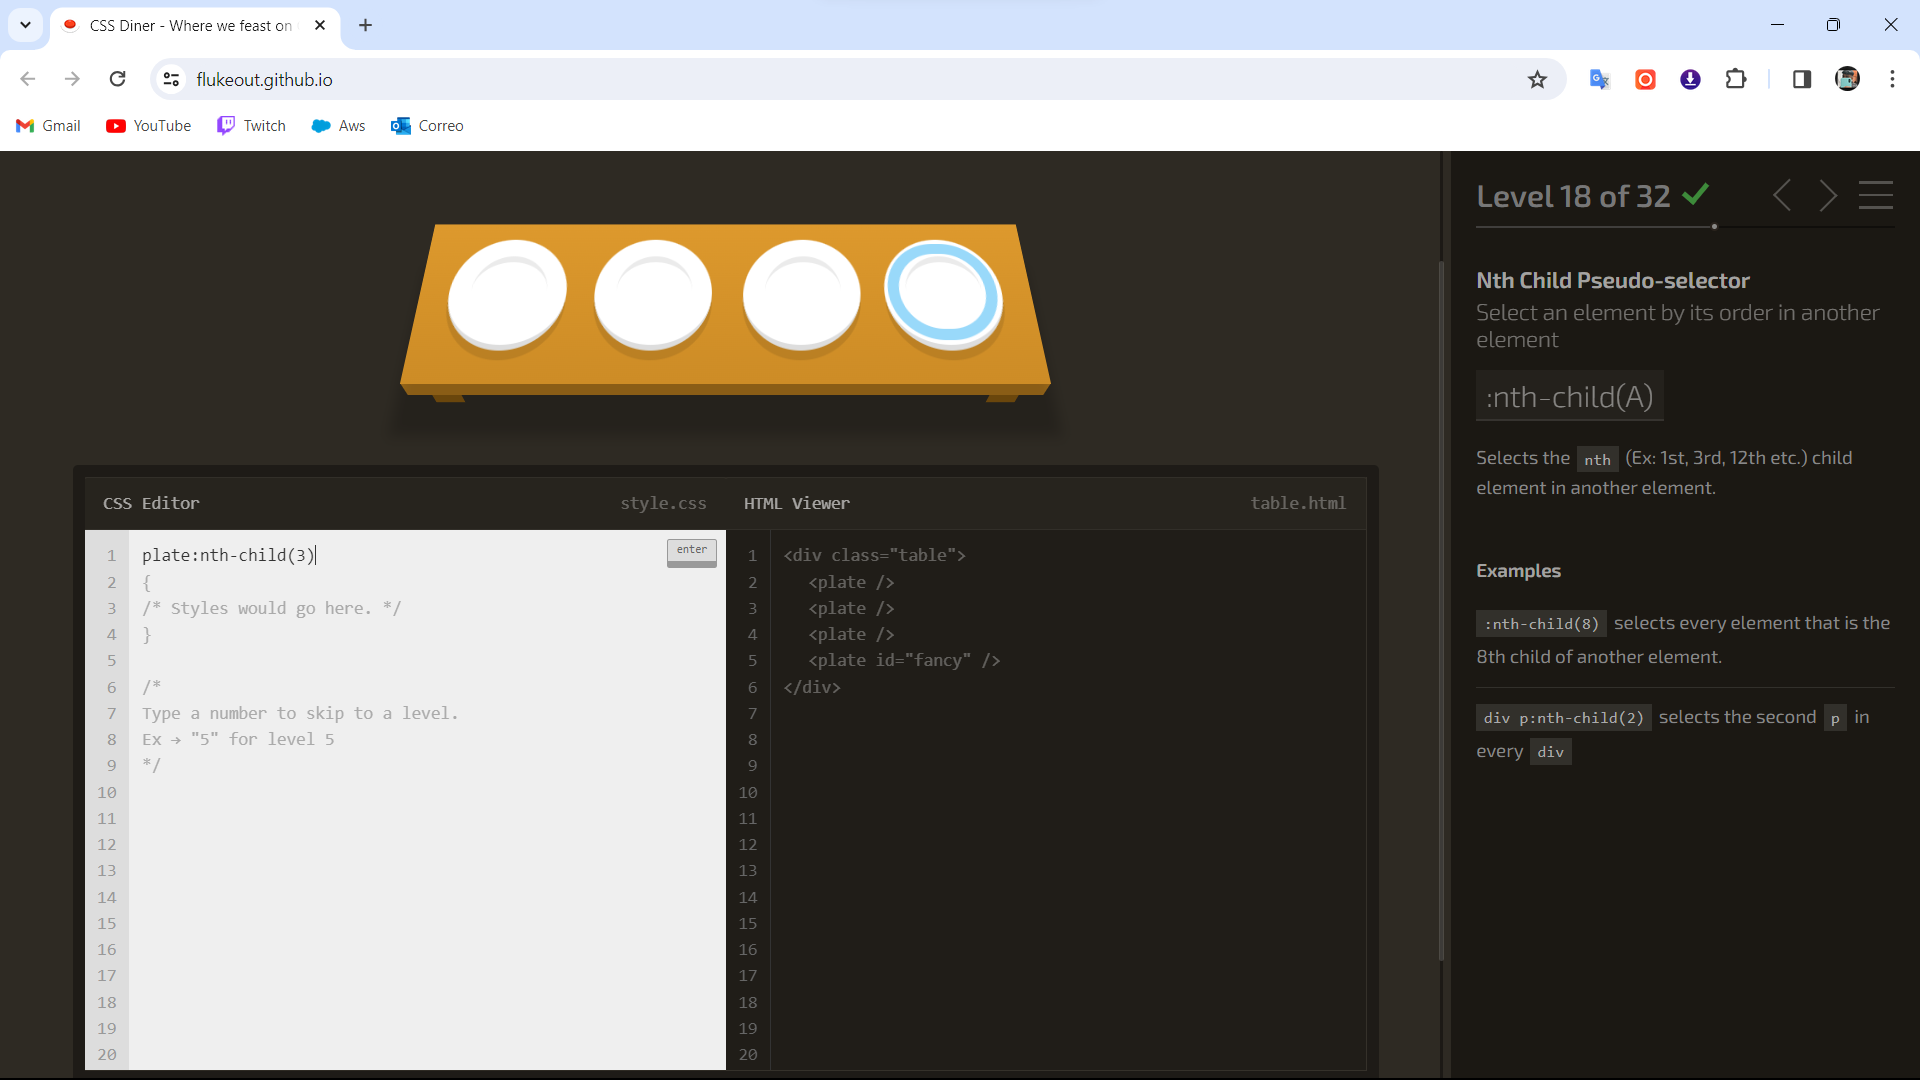 CSS Diner - Where we feast on
flukeout.github.io
Gmail YouTube Twitch Aws Correo
Level 18 of 32
Nth Child Pseudo-selector
Select an element by its order in another
element
:nth-child(A)
Selects the nth (Ex: 1st, 3rd, 12th etc.) child
element in another element.
Examples
:nth-child(8) selects every element that is the
8th child of another element.
div p:nth-child(2) selects the second p in
every div
CSS Editor style.css
enter
1 plate:nth-child(3)
2 {
3 /* Styles would go here. */
4 }
5
6 /*
7 Type a number to skip to a level.
8 Ex → "5" for level 5
9 */
10
11
12
13
14
15
16
17
18
19
20
HTML Viewer table.html
1 <div class="table">
2 <plate />
3 <plate />
4 <plate />
5 <plate id="fancy" />
6 </div>
7
8
9
10
11
12
13
14
15
16
17
18
19
20